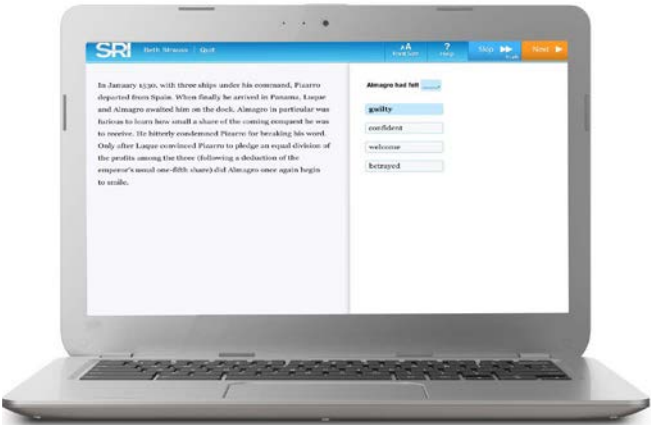 SRI Beth Strauss Quit
Skip Next
In January 1530, with three ships under his command, Pizarro
departed from Spain. When finally he arrived in Panama, Luque
and Almagro awaited him on the dock. Almagro in particular was
furious to learn how small a share of the coming conquest he was
to receive. He bitterly condemned Pizarro for breaking his word.
Only after Luque convinced Pizarro to pledge an equal division of
the profits among the three (following a deduction of the
emperor's usual one-fifth share) did Almagro once again begin
to smile.
Almagro had felt
guilty
confident
welcome
betrayed